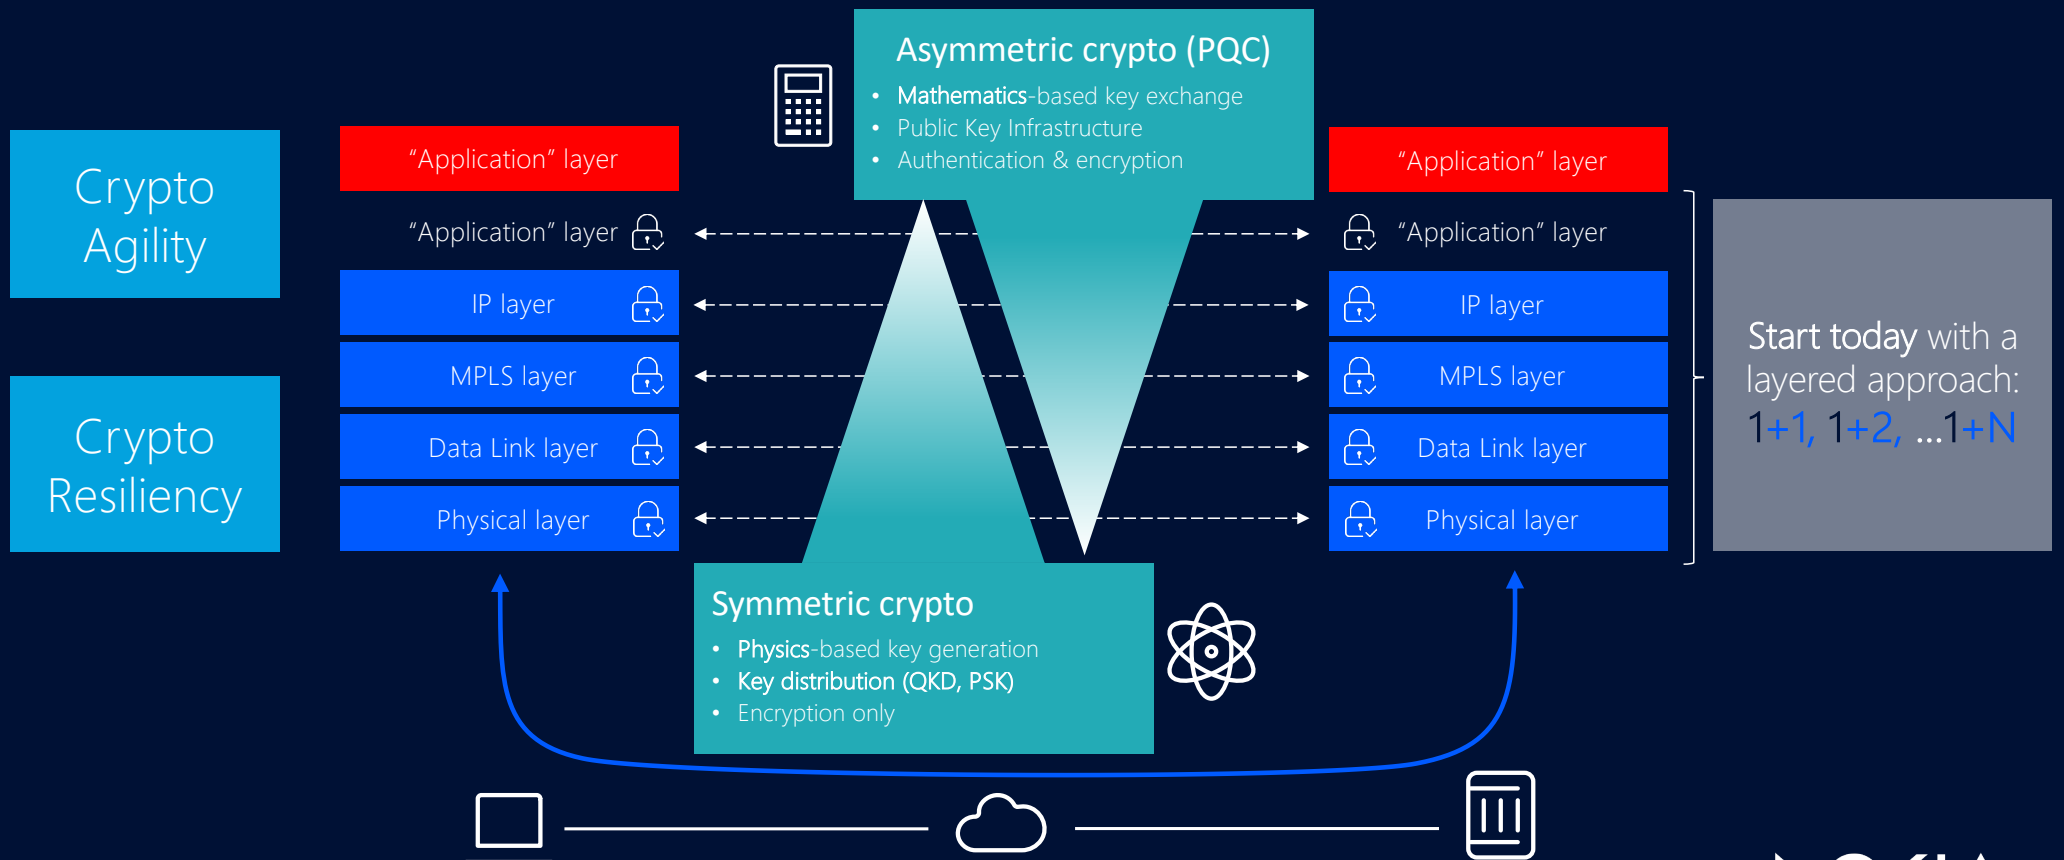 Crypto
Agility
Crypto
Resiliency
“Application” layer
“Application” layer
IP layer
MPLS layer
Data Link layer
Physical layer
Asymmetric crypto (PQC)
• Mathematics-based key exchange
• Public Key Infrastructure
• Authentication & encryption
Symmetric crypto
• Physics-based key generation
• Key distribution (QKD, PSK)
• Encryption only
“Application” layer
“Application” layer
IP layer
MPLS layer
Data Link layer
Physical layer
Start today with a
layered approach:
1+1, 1+2, ...1+N